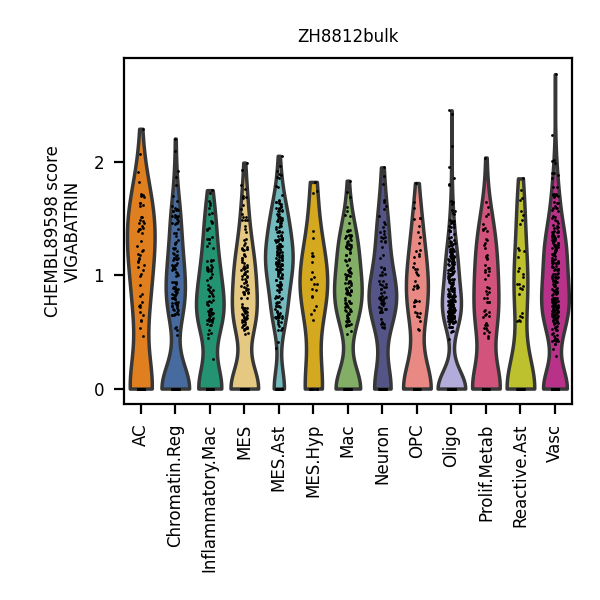 ZH8812bulk
CHEMBL89598 score
VIGABATRIN
2
1
0
AC
Chromatin.Reg
Inflammatory.Mac
MES
MES.Ast
MES.Hyp
Mac
Neuron
OPC
Oligo
Prolif.Metab
Reactive.Ast
Vasc